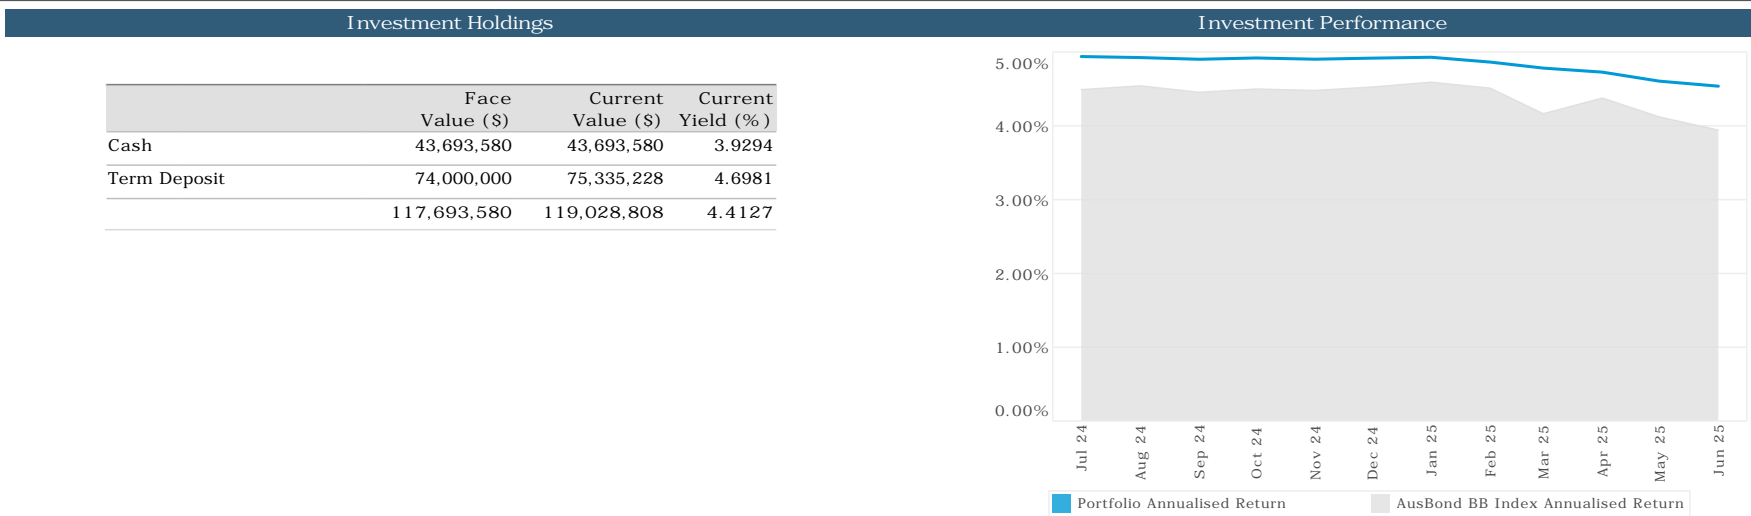 Investment Holdings
Face Current Current
Value ($) Value ($) Yield (%)
Cash 43,693,580 43,693,580 3.9294
Term Deposit 74,000,000 75,335,228 4.6981
117,693,580 119,028,808 4.4127
Investment Performance
5.00%
4.00%
3.00%
2.00%
1.00%
0.00%
Jul 24
Aug 24
Sep 24
Oct 24
Nov 24
Dec 24
Jan 25
Feb 25
Mar 25
Apr 25
May 25
Jun 25
Portfolio Annualised Return
AusBond BB Index Annualised Return